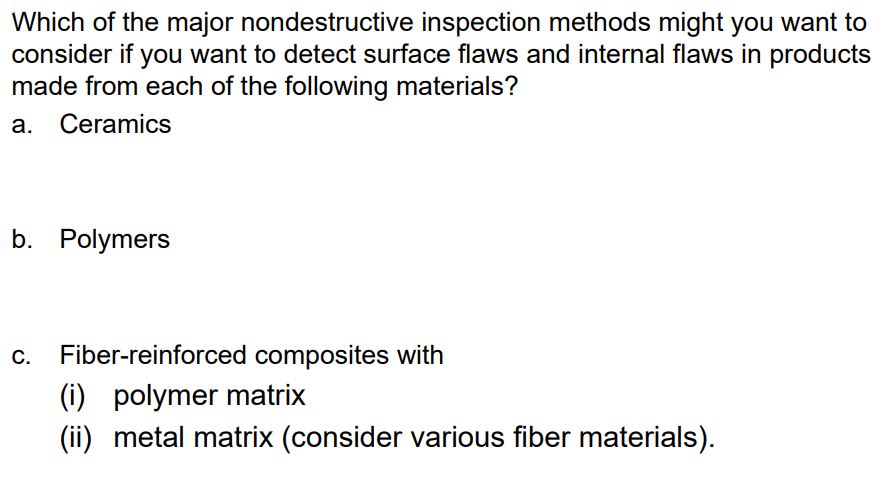 Which of the major nondestructive inspection methods might you want to
consider if you want to detect surface flaws and internal flaws in products
made from each of the following materials?
a. Ceramics
b. Polymers
c. Fiber-reinforced composites with
(i) polymer matrix
(ii) metal matrix (consider various fiber materials).